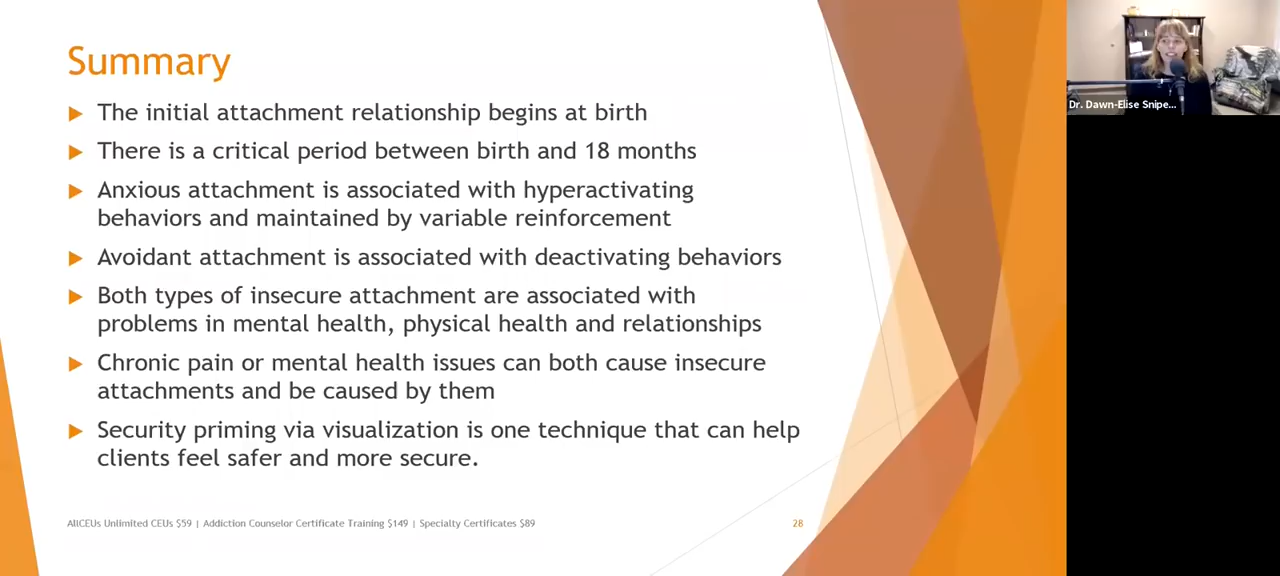 Summary
The initial attachment relationship begins at birth
There is a critical period between birth and 18 months
Anxious attachment is associated with hyperactivating
behaviors and maintained by variable reinforcement
Avoidant attachment is associated with deactivating behaviors
Both types of insecure attachment are associated with
problems in mental health, physical health and relationships
Chronic pain or mental health issues can both cause insecure
attachments and be caused by them
Security priming via visualization is one technique that can help
clients feel safer and more secure.
AllCEUs Unlimited CEUs $59 | Addiction Counselor Certificate Training $149 | Specialty Certificates $89
28
Dr. Dawn-Elise Snipe...